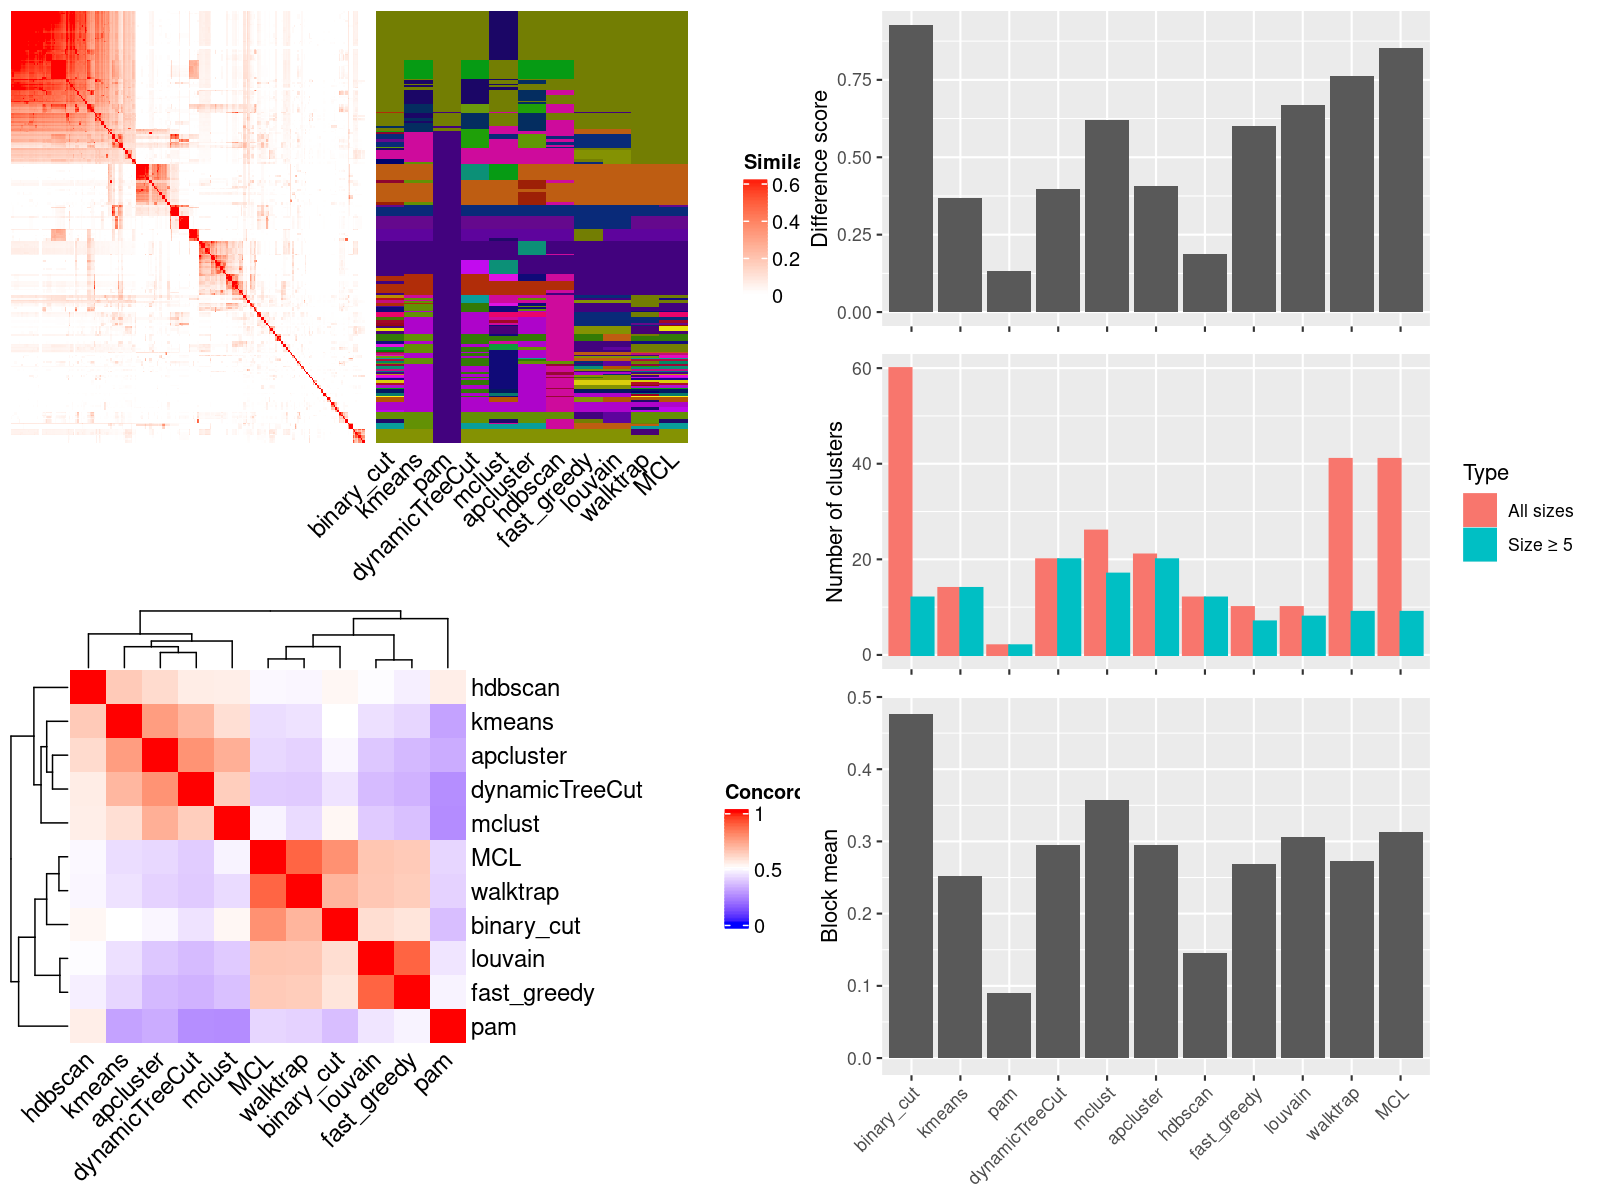 Simila
0.6
0.4
0.2
0
binary_cut
kmeans
pam
dynamicTreeCut
mclust
apcluster
hdbscan
fast_greedy
louvain
walktrap
MCL
hdbscan
kmeans
apcluster
dynamicTreeCut
mclust
MCL
walktrap
binary_cut
louvain
fast_greedy
pam
hdbscan
kmeans
apcluster
dynamicTreeCut
mclust
MCL
walktrap
binary_cut
louvain
fast_greedy
pam
Concord
1
0.5
0
Difference score
0.75
0.50
0.25
0.00
Number of clusters
60
40
20
0
Type
All sizes
Size ≥ 5
Block mean
0.5
0.4
0.3
0.2
0.1
0.0
binary_cut
kmeans
pam
dynamicTreeCut
mclust
apcluster
hdbscan
fast_greedy
louvain
walktrap
MCL